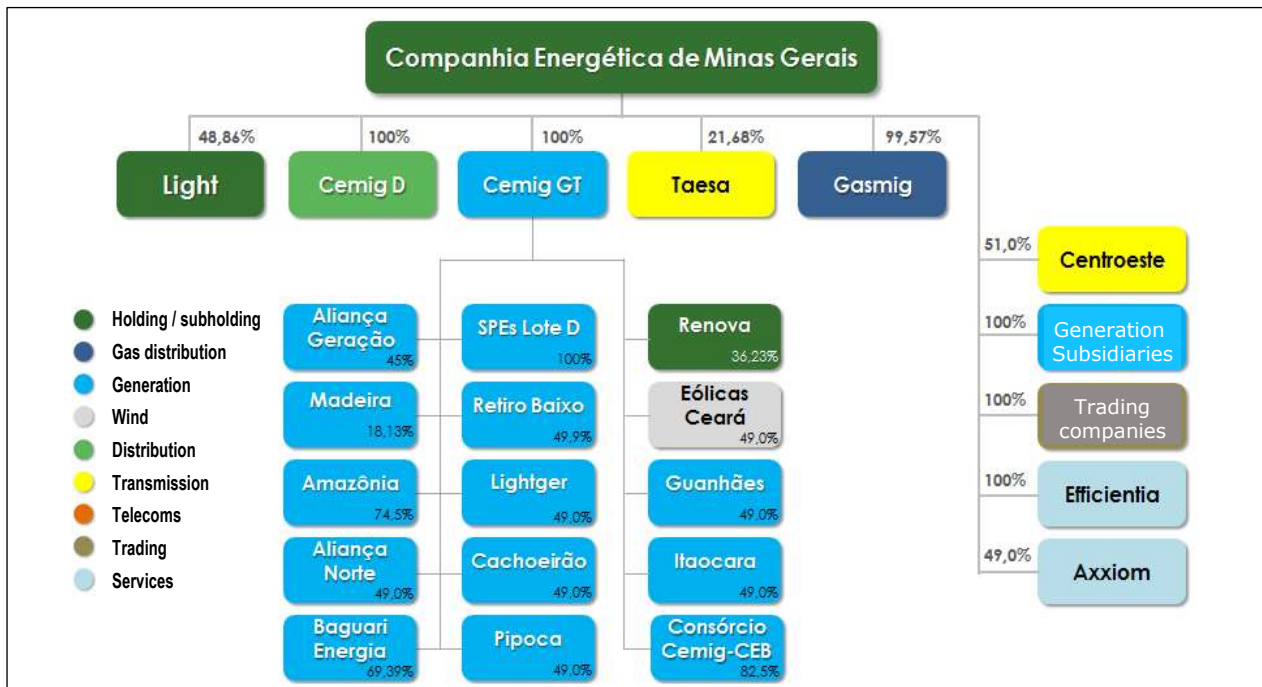 Companhia Energética de Minas Gerais
48,86%
100%
100%
21,68%
99,57%
Light
Cemig D
Cemig GT
Taesa
Gasmig
51,0%
Centroeste
100%
Generation
Subsidiaries
100%
Trading
companies
100%
Efficientia
49,0%
Axxiom
Holding / subholding
Gas distribution
Generation
Wind
Distribution
Transmission
Telecoms
Trading
Services
Aliança
Geração
45%
SPEs Lote D
100%
Renova
36,23%
Madeira
18,13%
Retiro Baixo
49,9%
Eólicas
Ceará
49,0%
Amazônia
74,5%
Lightger
49,0%
Guanhães
49,0%
Aliança
Norte
49,0%
Cachoeirão
49,0%
Itaocara
49,0%
Baguari
Energia
69,39%
Pipoca
49,0%
Consórcio
Cemig-CEB
82,5%